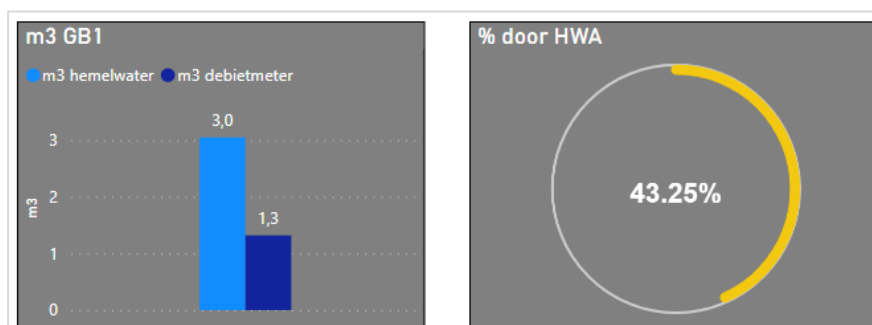 m3 GB1
m3 hemelwater m3 debietmeter
3,0
3
2
1,3
m3
1
0
% door HWA
43.25%